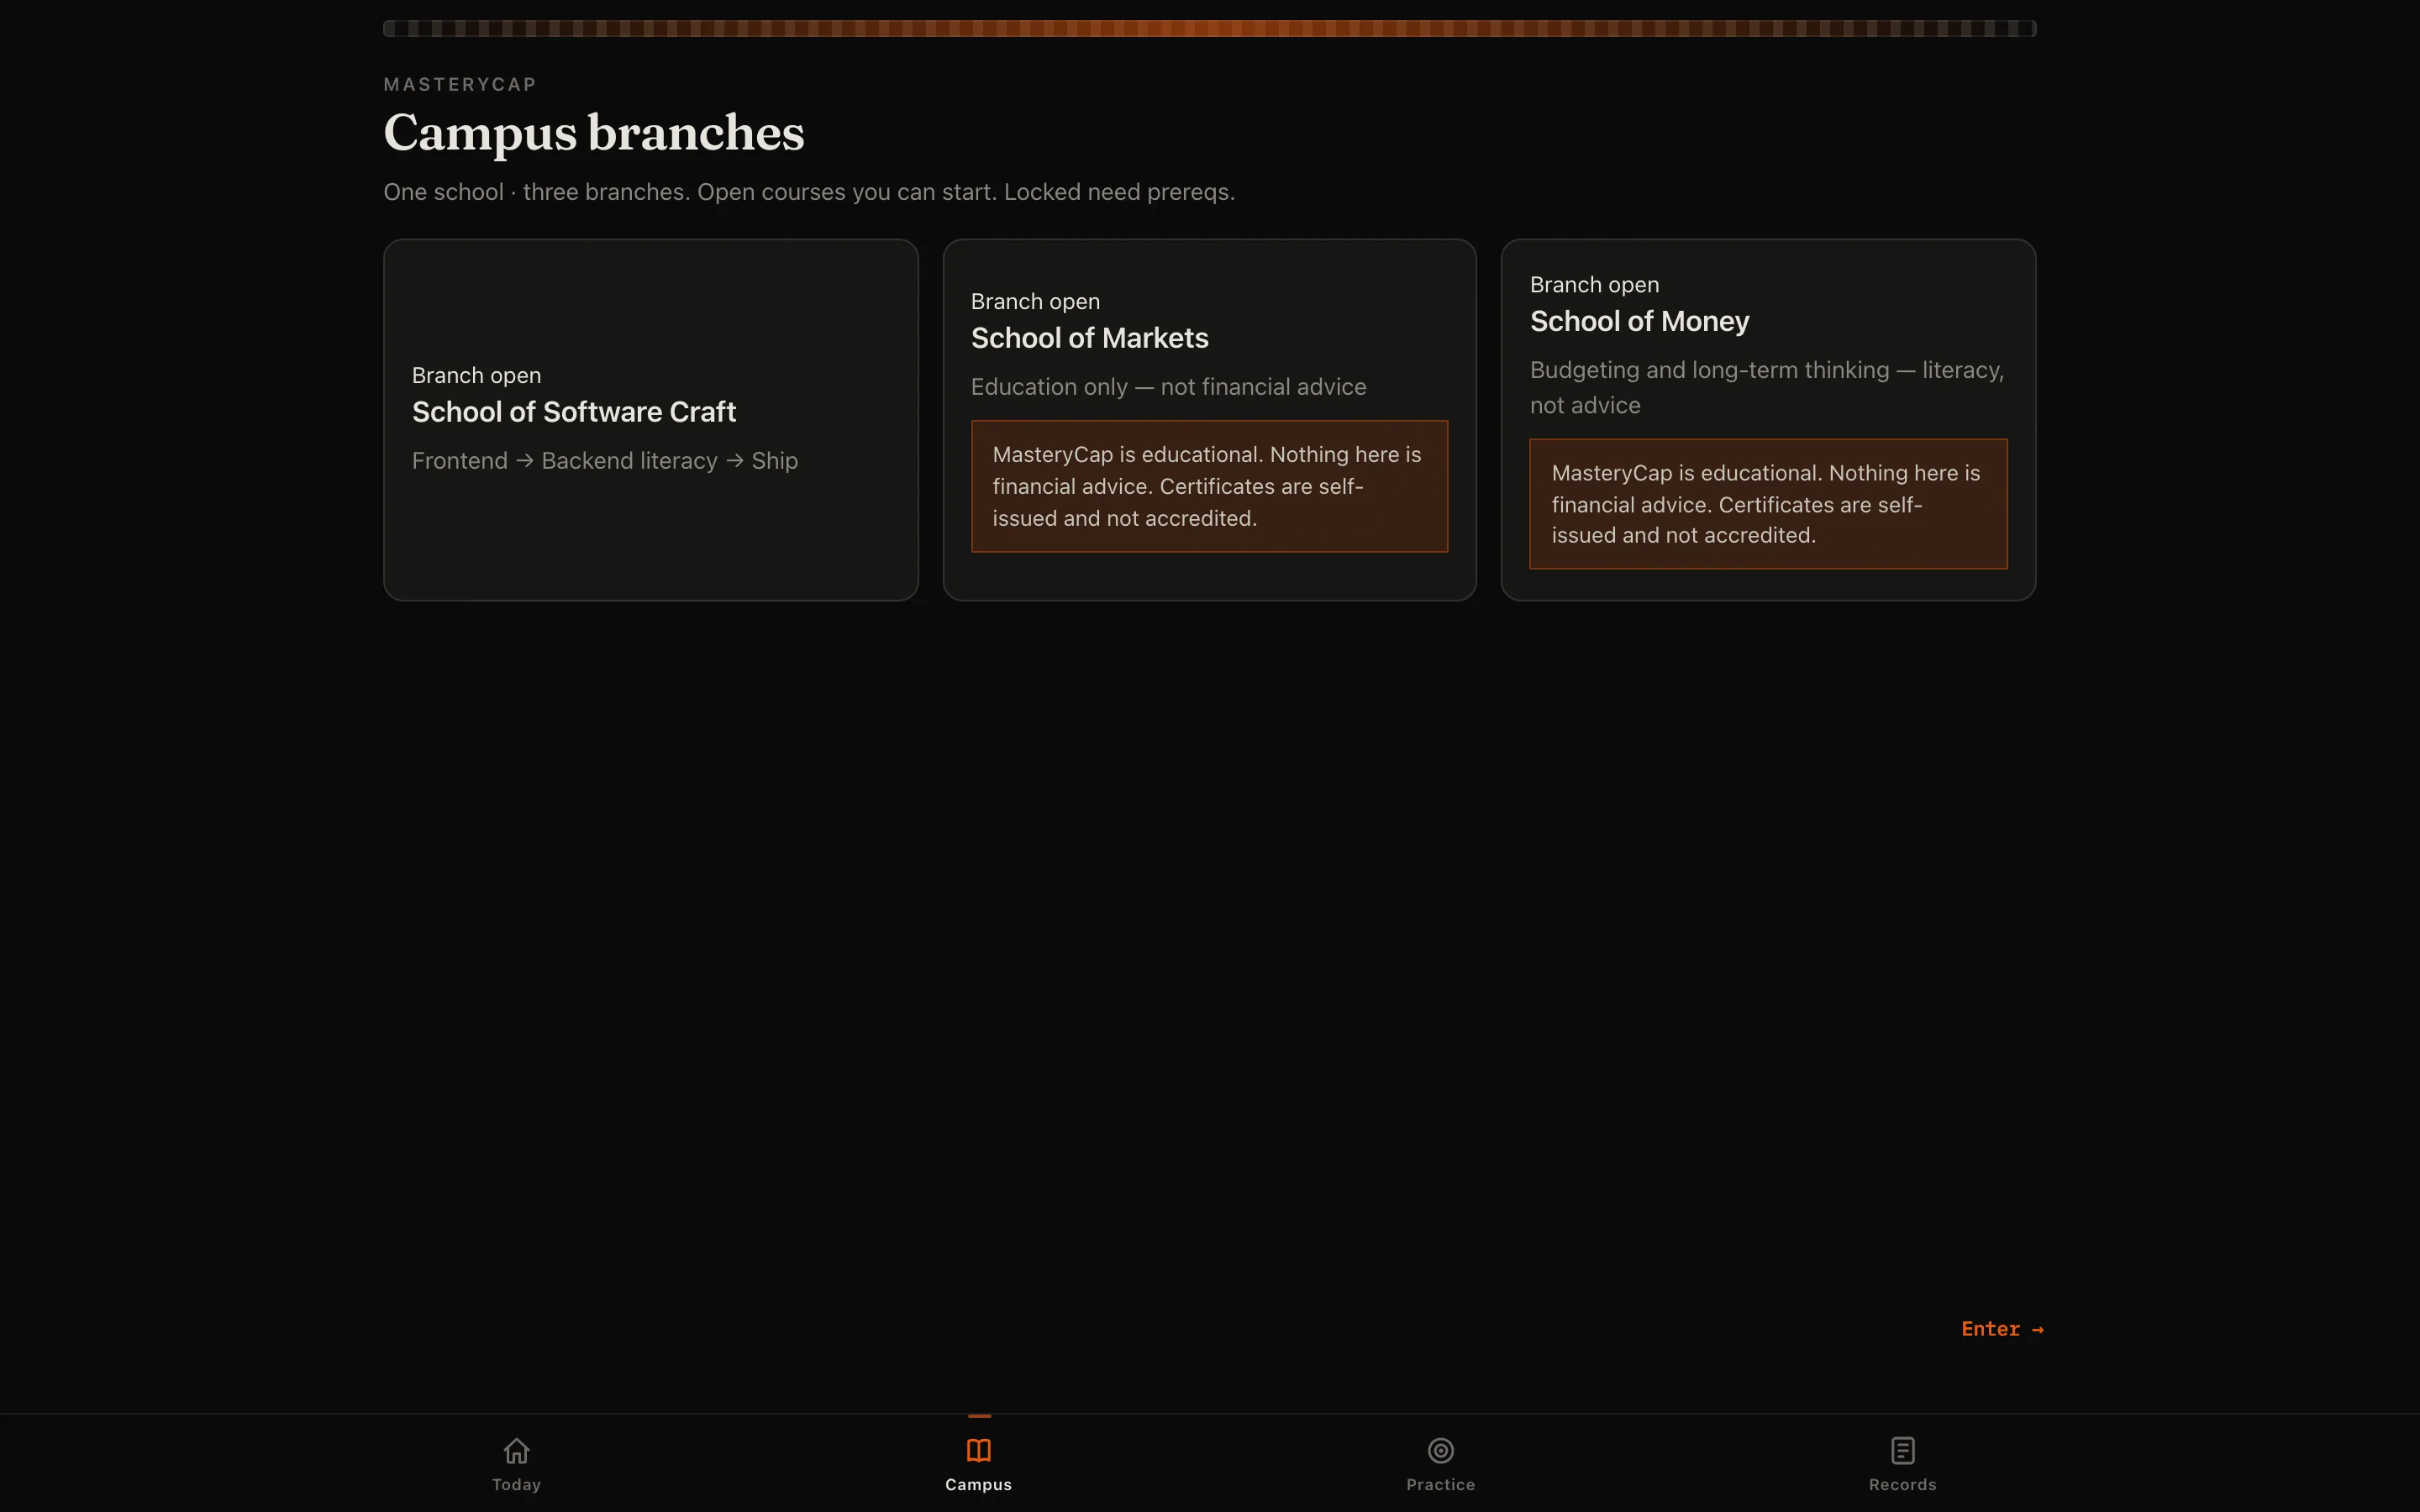 MASTERYCAP
Campus branches
One school · three branches. Open courses you can start. Locked need prereqs.
Branch open
School of Software Craft
Frontend → Backend literacy → Ship
Branch open
School of Markets
Education only — not financial advice
MasteryCap is educational. Nothing here is
financial advice. Certificates are self-
issued and not accredited.
Branch open
School of Money
Budgeting and long-term thinking — literacy,
not advice
MasteryCap is educational. Nothing here is
financial advice. Certificates are self-
issued and not accredited.
Enter →
Today
Campus
Practice
Records